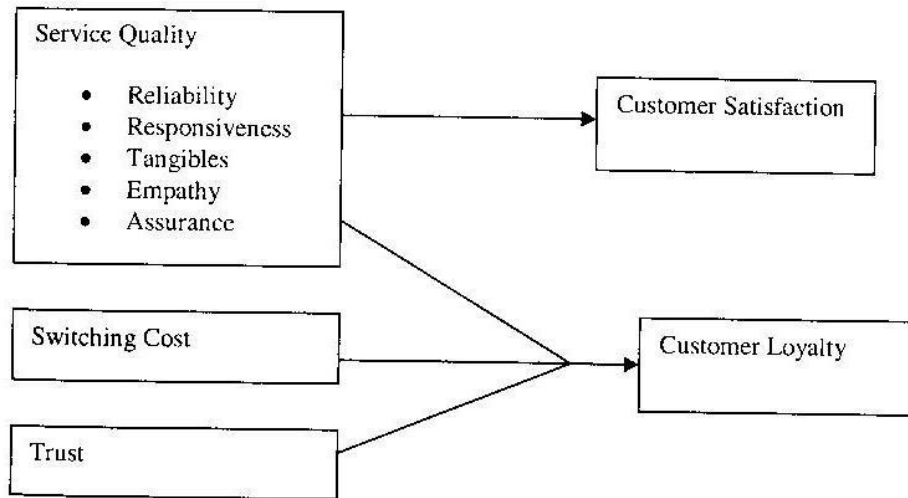 Service Quality
• Reliability
• Responsiveness
• Tangibles
• Empathy
• Assurance
Customer Satisfaction
Switching Cost
Customer Loyalty
Trust